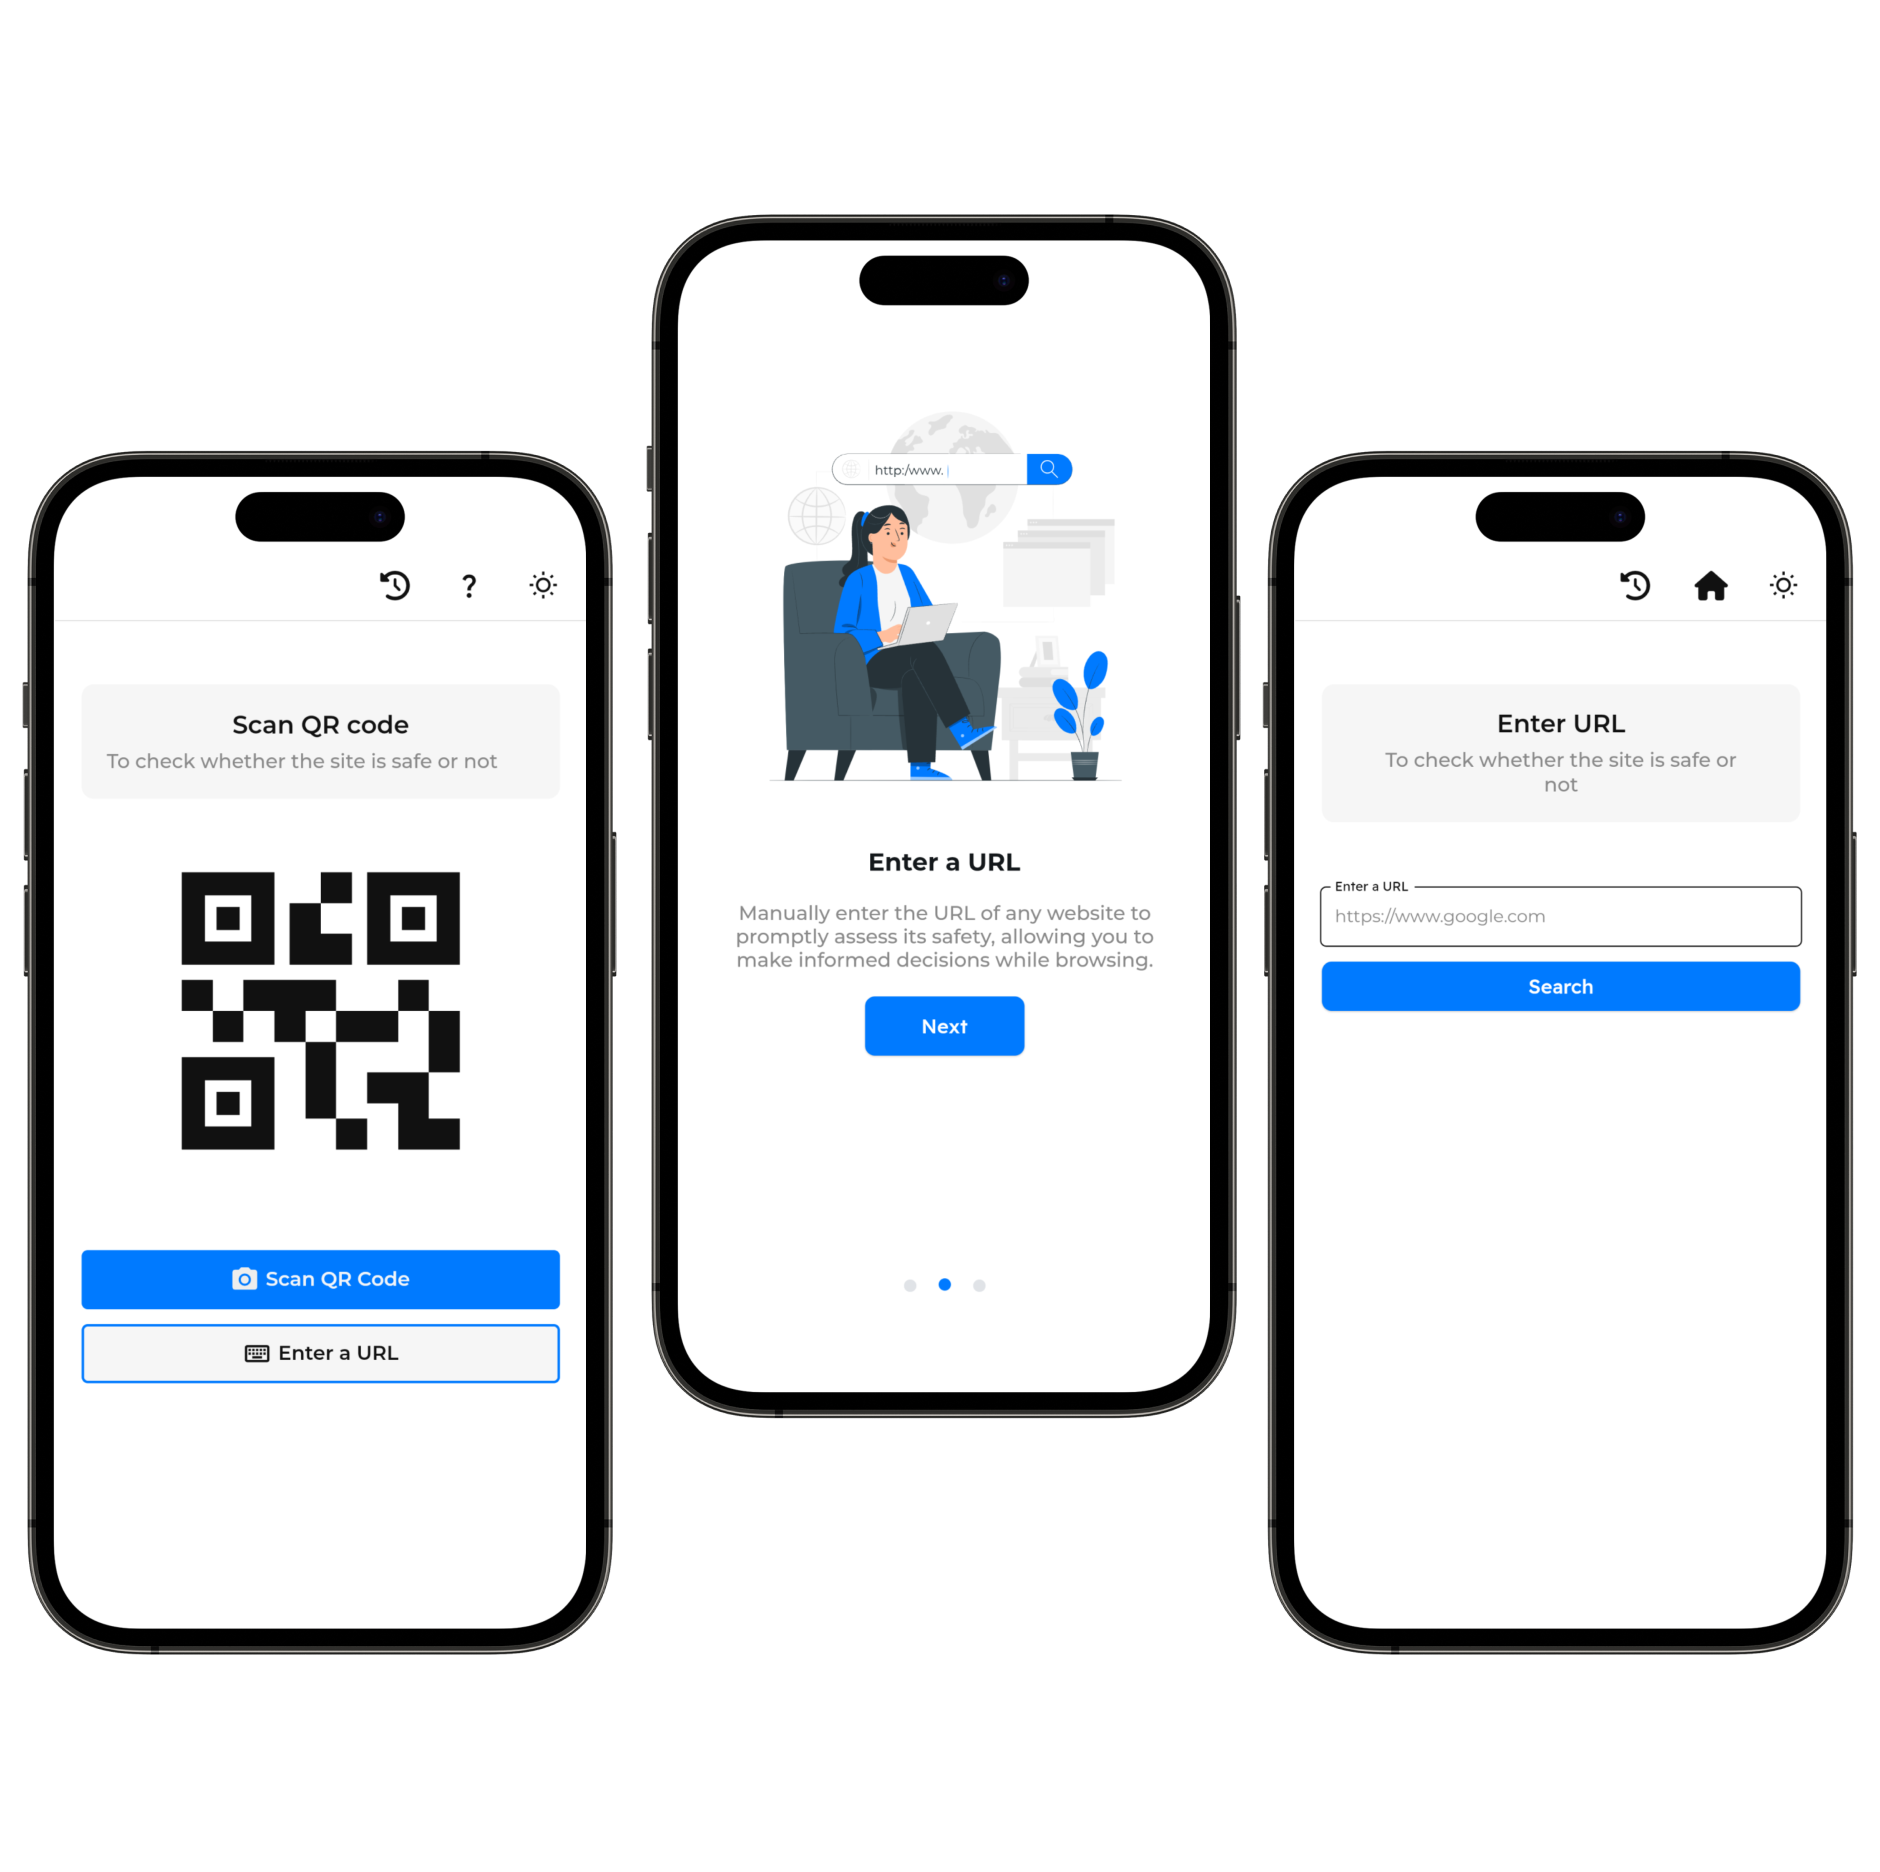 ?
Scan QR code
To check whether the site is safe or not
Scan QR Code
Enter a URL
http:/www.
Enter a URL
Manually enter the URL of any website to
promptly assess its safety, allowing you to
make informed decisions while browsing.
Next
Enter URL
To check whether the site is safe or
not
Enter a URL
https://www.google.com
Search